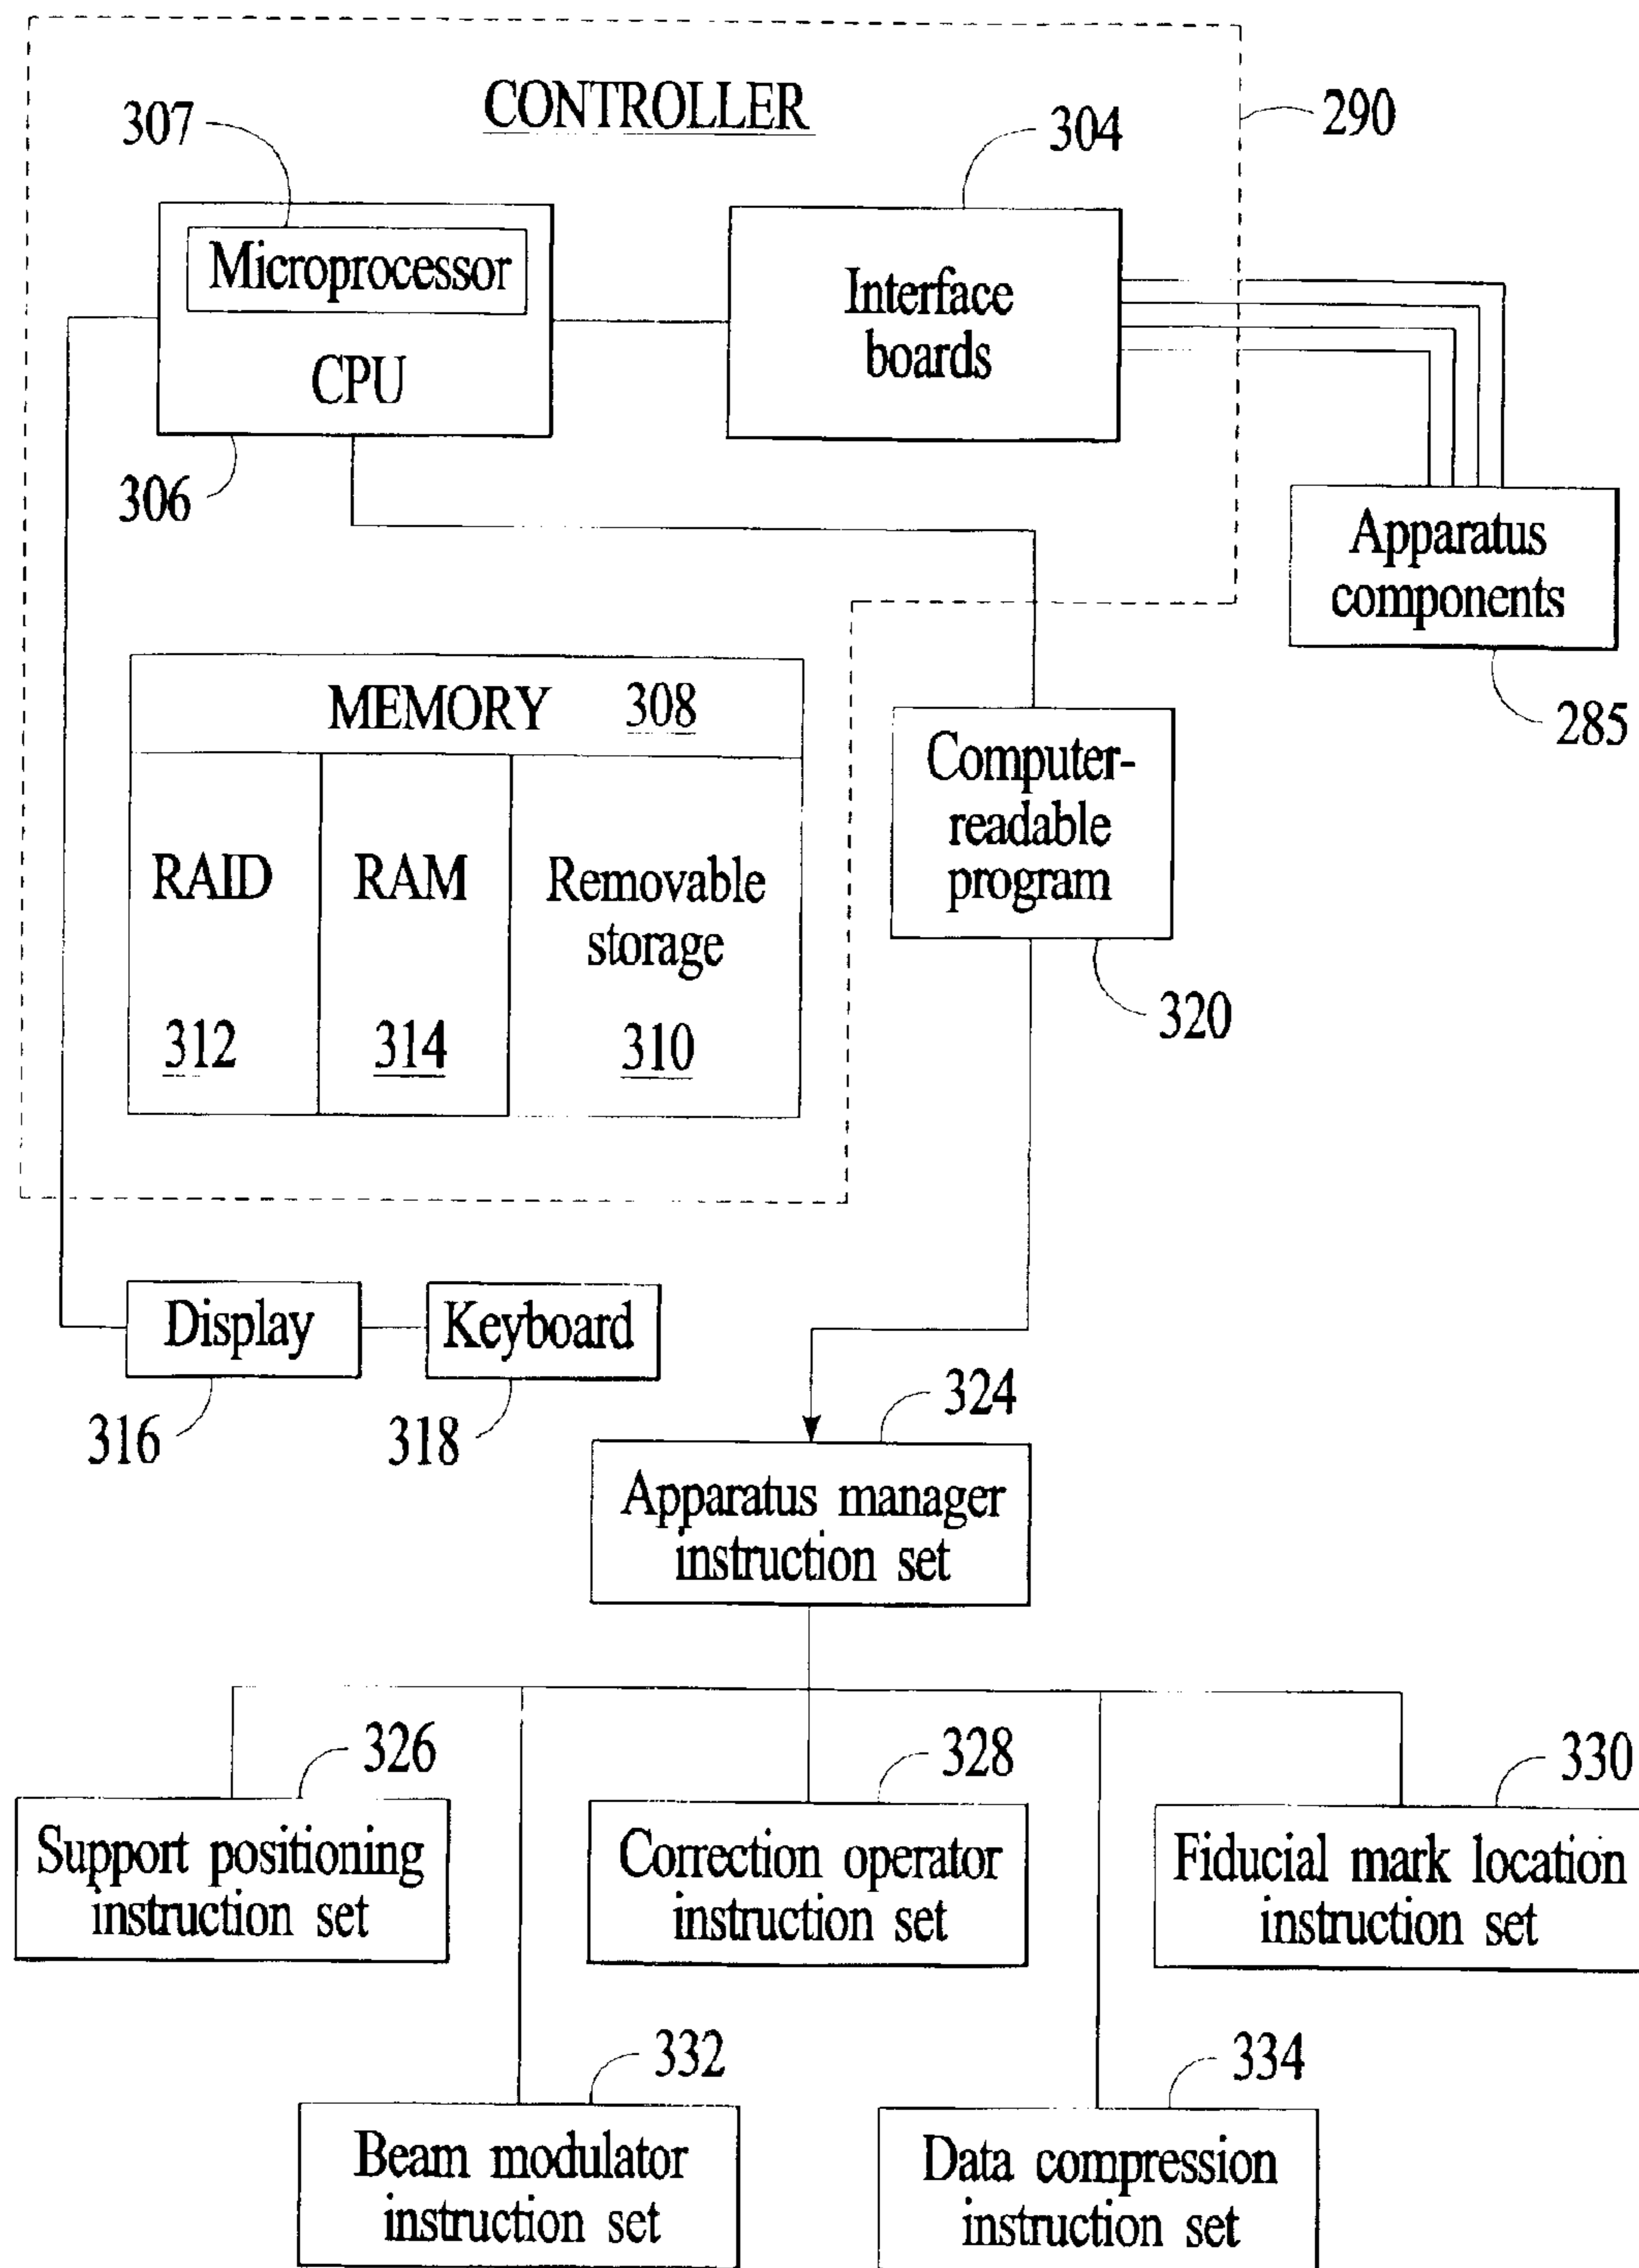 CONTROLLER
307
304
290
Microprocessor
CPU
Interface
boards
306
Apparatus
components
285
MEMORY 308
RAID
RAM
Removable
storage
312
314
310
Computer-
readable
program
320
Display
Keyboard
316
318
324
Apparatus manager
instruction set
326
328
330
Support positioning
instruction set
Correction operator
instruction set
Fiducial mark location
instruction set
332
334
Beam modulator
instruction set
Data compression
instruction set